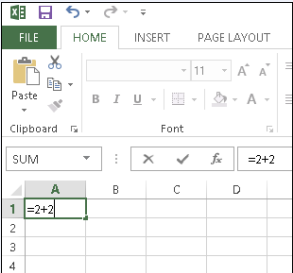 FILE HOME INSERT PAGE LAYOUT
11 A A
Paste
B I U A
Clipboard Font
SUM fx =2+2
A B C D
1 =2+2
2
3
4